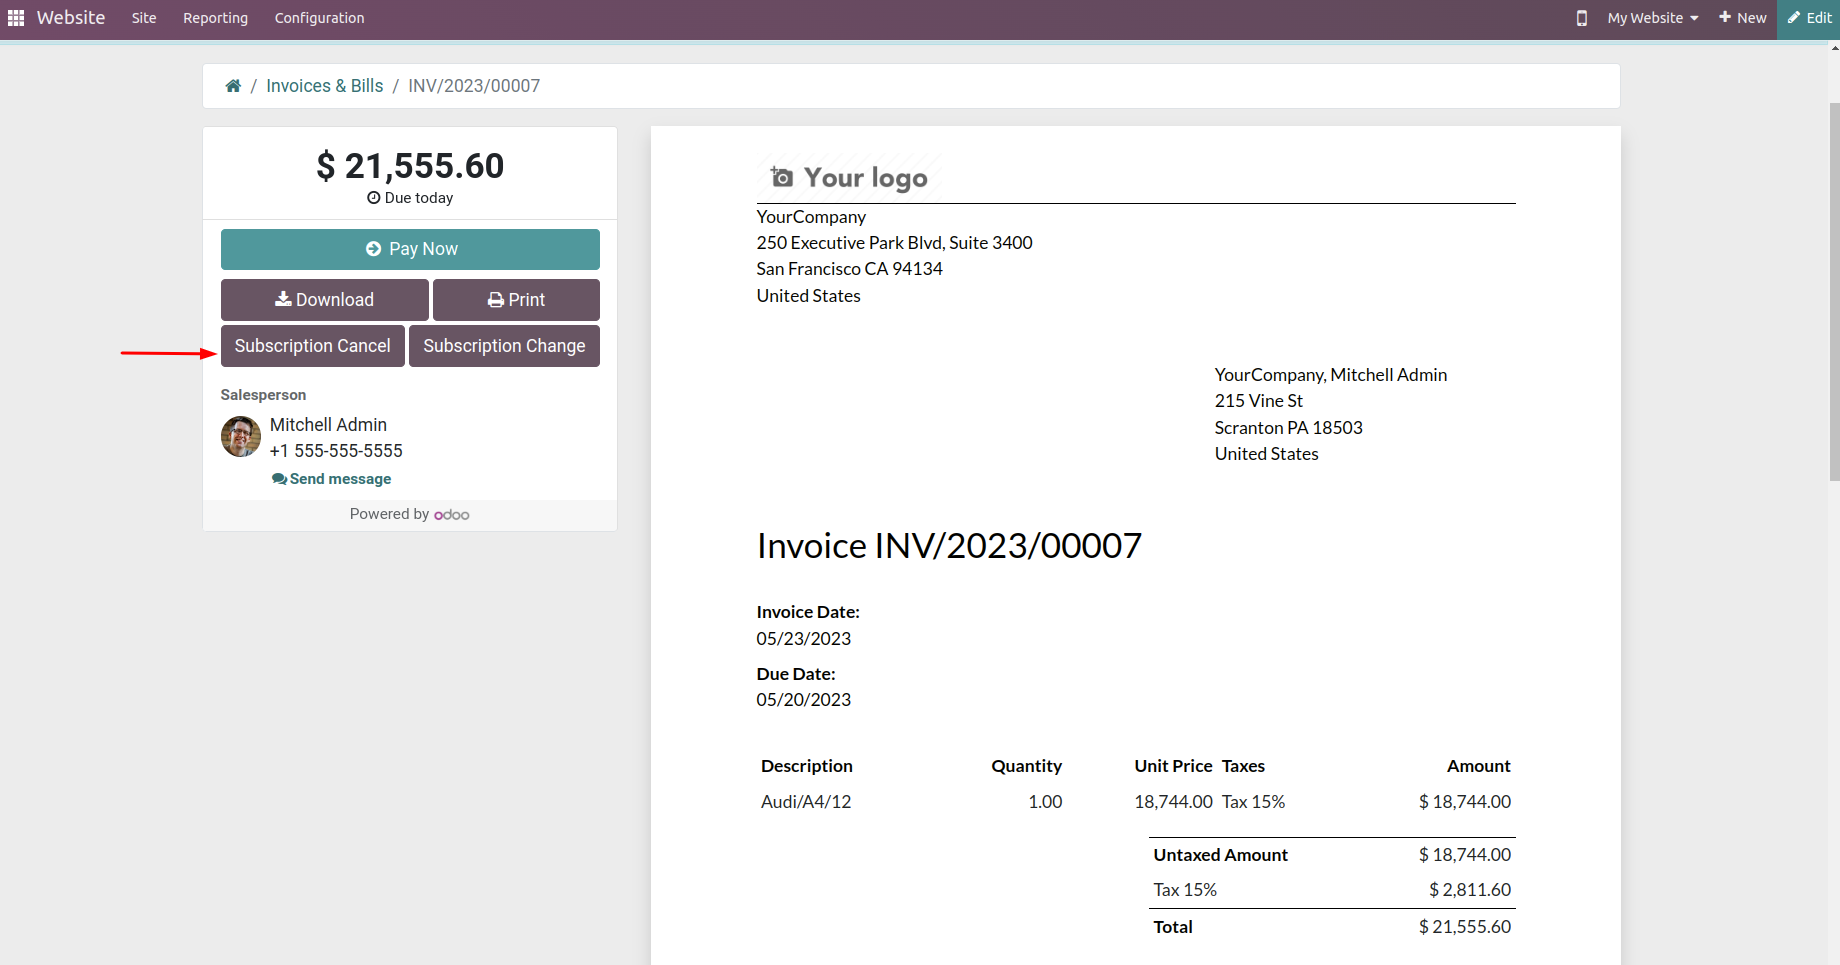 Website Site Reporting Configuration My Website New Edit
/ Invoices & Bills / INV/2023/00007
$ 21,555.60
Due today
Pay Now
Download Print
Subscription Cancel Subscription Change
Salesperson
Mitchell Admin
+1 555-555-5555
Send message
Powered by odoo
Your logo
YourCompany
250 Executive Park Blvd, Suite 3400
San Francisco CA 94134
United States
YourCompany, Mitchell Admin
215 Vine St
Scranton PA 18503
United States
Invoice INV/2023/00007
Invoice Date:
05/23/2023
Due Date:
05/20/2023
Description Quantity Unit Price Taxes Amount
Audi/A4/12 1.00 18,744.00 Tax 15% $ 18,744.00
Untaxed Amount $ 18,744.00
Tax 15% $ 2,811.60
Total $ 21,555.60